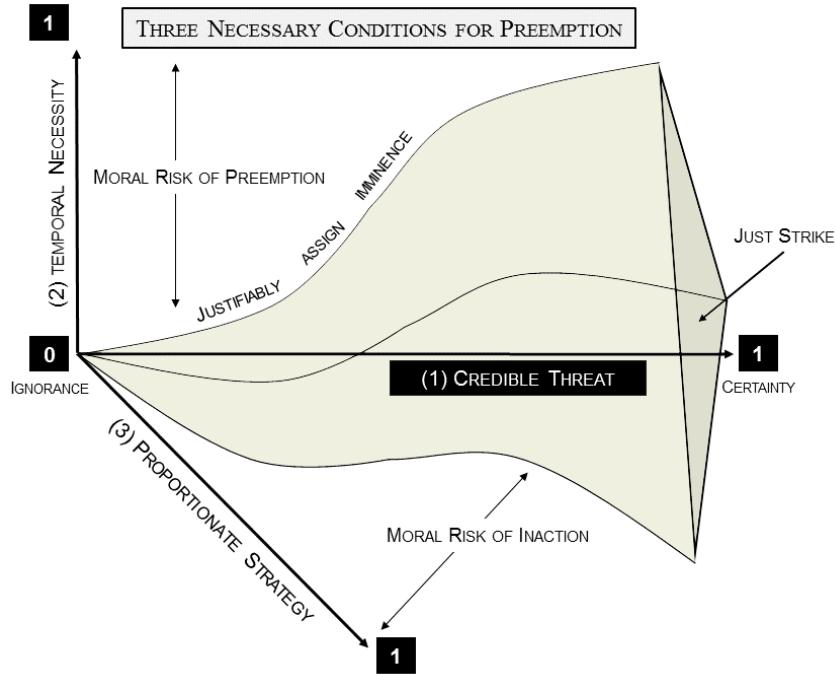 1
THREE NECESSARY CONDITIONS FOR PREEMPTION
(2) TEMPORAL NECESSITY
MORAL RISK OF PREEMPTION
JUSTIFIABLY ASSIGN IMMINENCE
JUST STRIKE
0
1
IGNORANCE
(1) CREDIBLE THREAT
CERTAINTY
(3) PROPORTIONATE STRATEGY
MORAL RISK OF INACTION
1